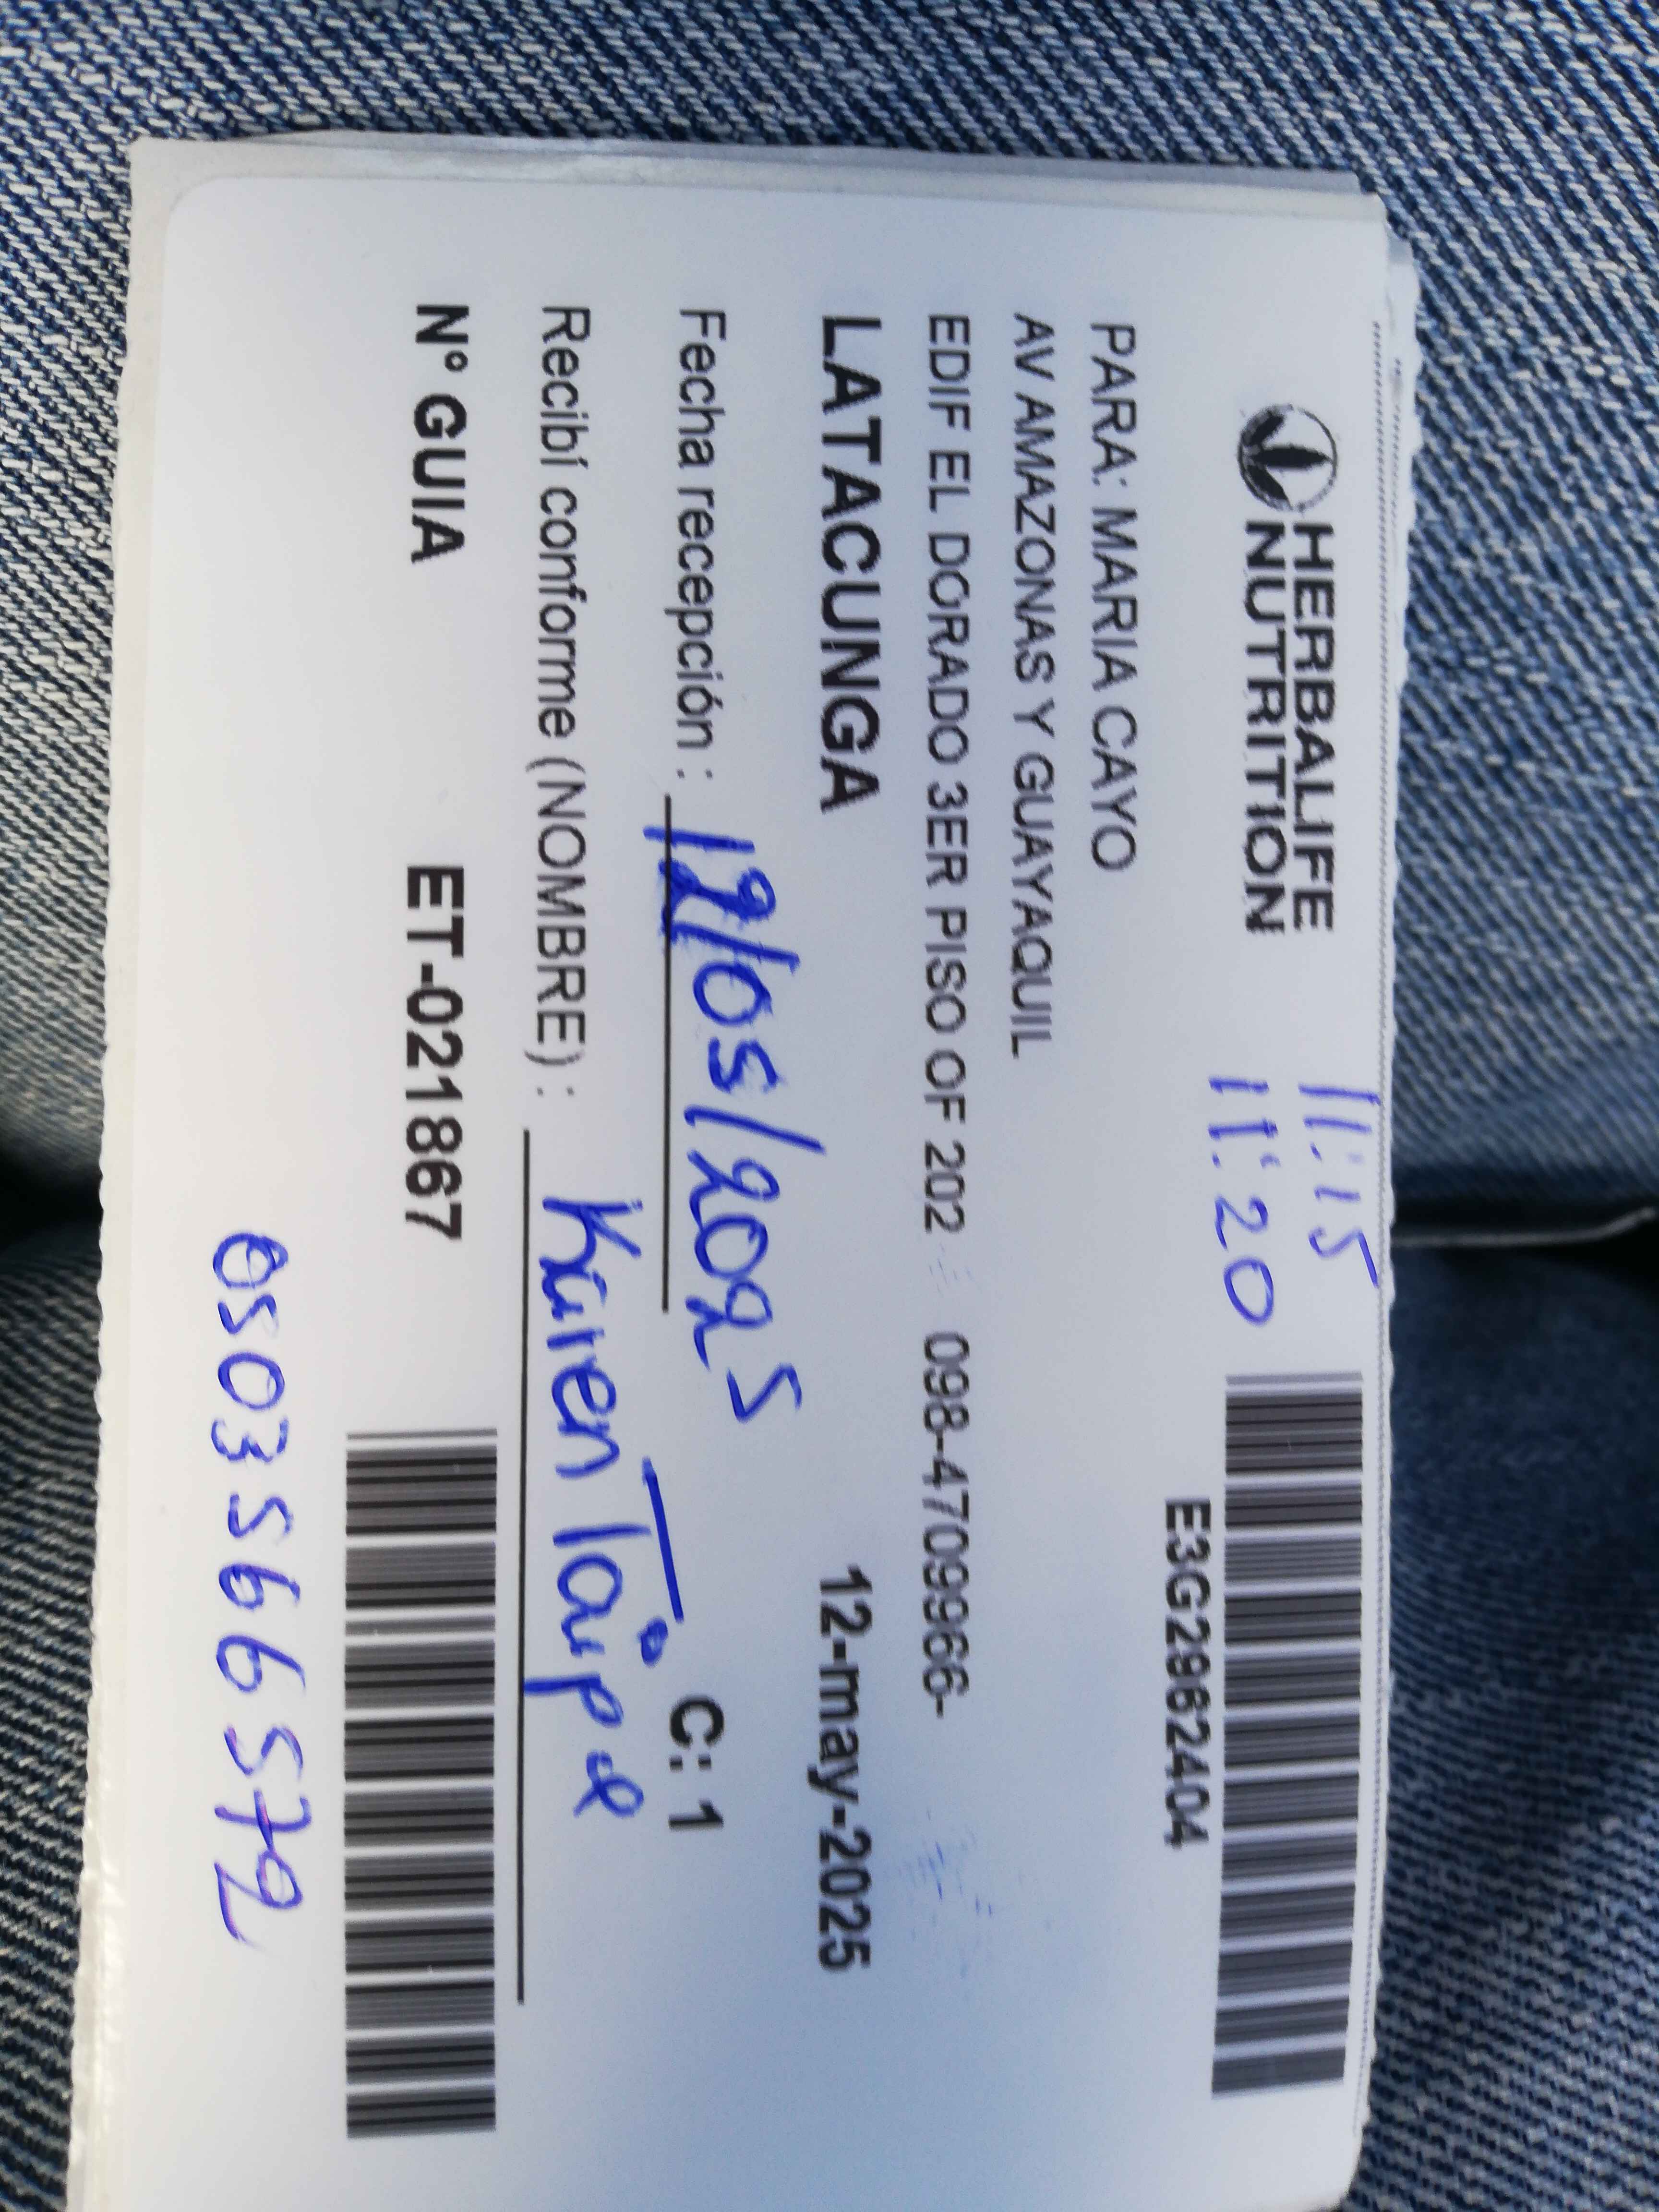 HERBALIFE
NUTRITION
11:15
11:20
E3G2962404
PARA: MARIA CAYO
AV AMAZONAS Y GUAYAQUIL
EDIF EL DORADO 3ER PISO OF 202 098-47099966-
LATACUNGA 12-may-2025
Fecha recepción : 12/05/2025 C: 1
Recibí conforme (NOMBRE) : Karen Taipe
N° GUIA ET-021867
0503566572